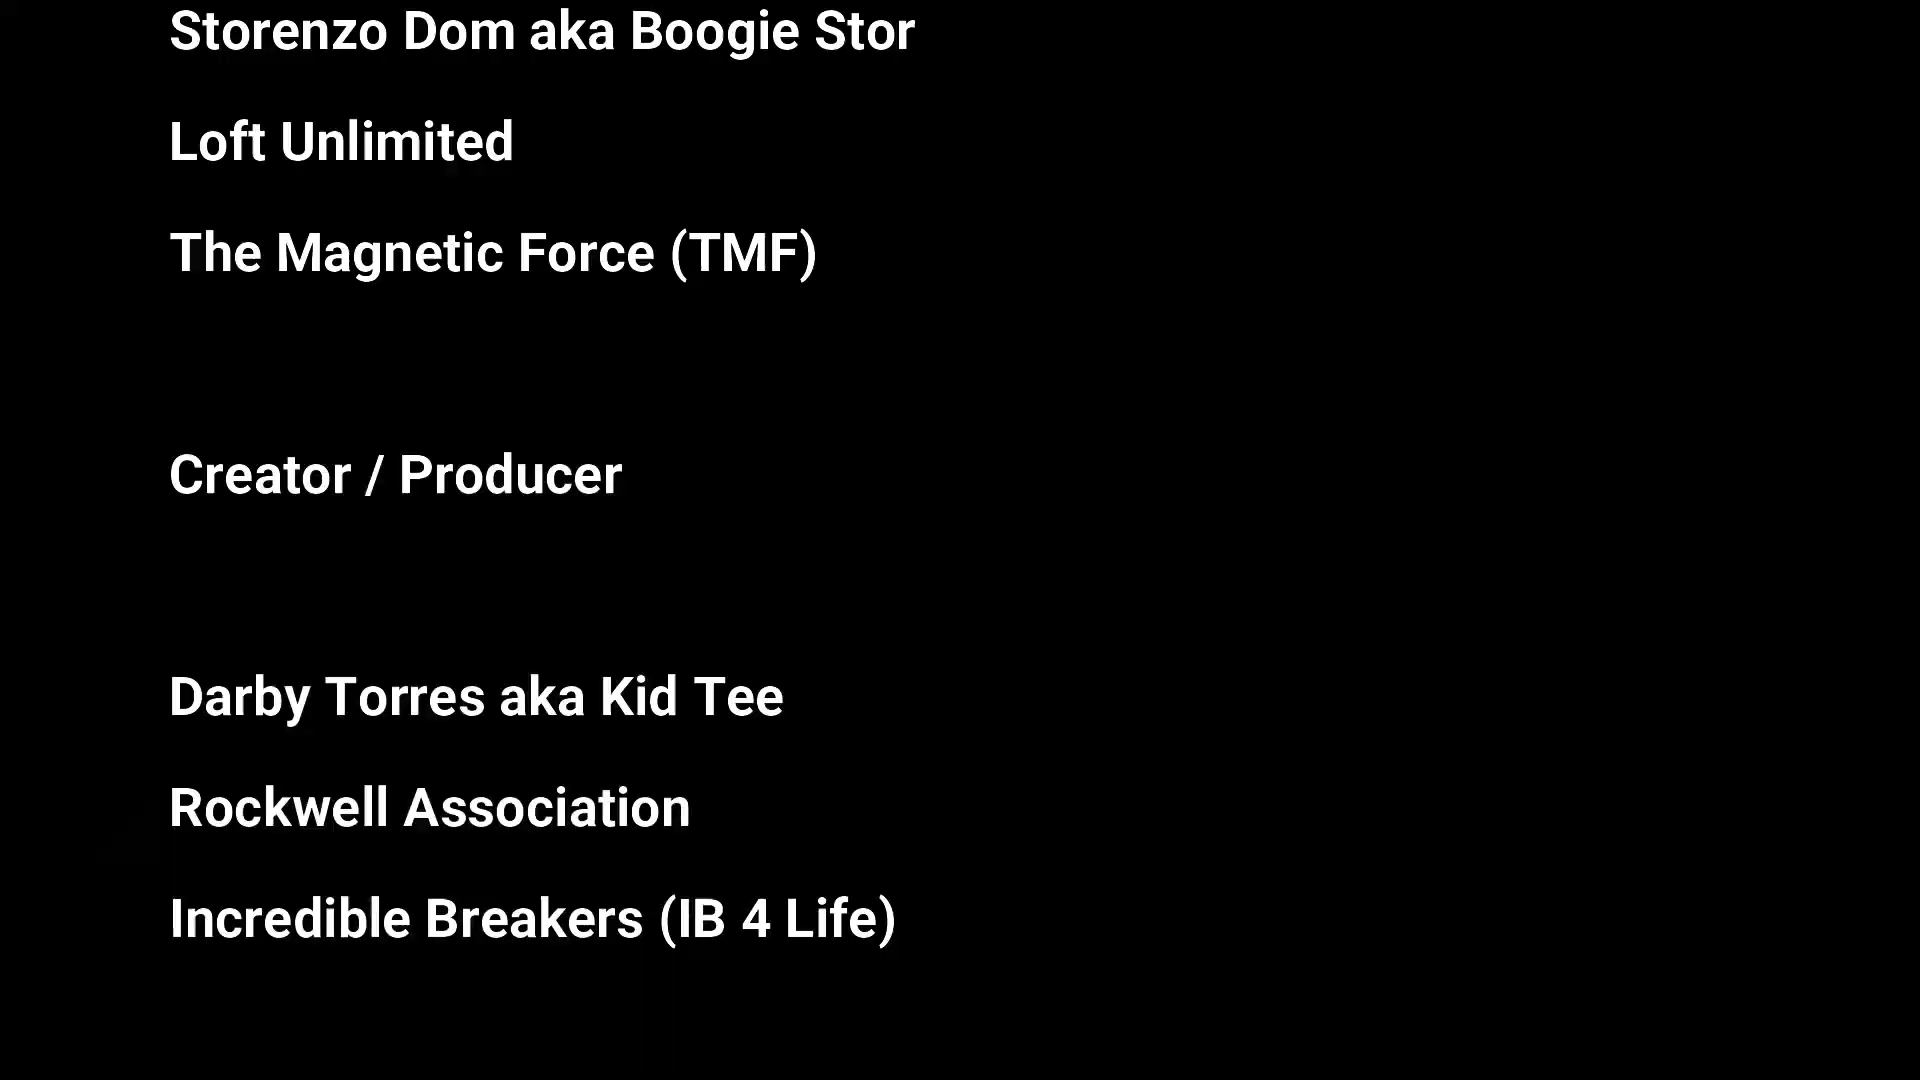 Storenzo Dom aka Boogie Stor
Loft Unlimited
The Magnetic Force (TMF)
Creator / Producer
Darby Torres aka Kid Tee
Rockwell Association
Incredible Breakers (IB 4 Life)